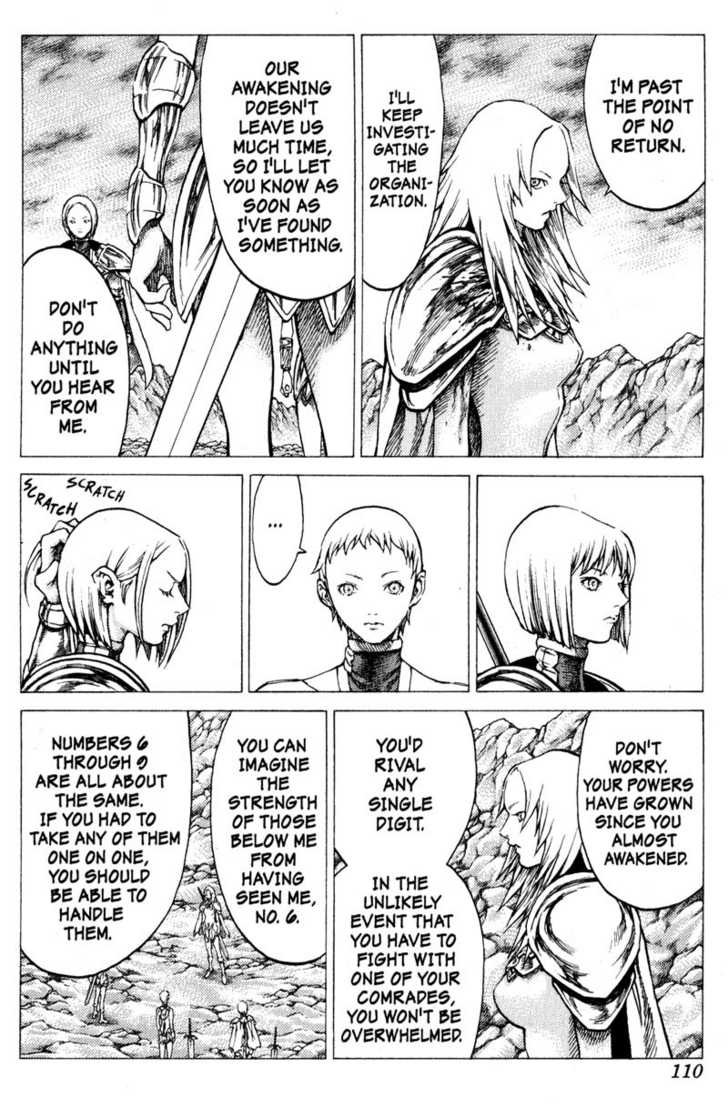 I'M PAST
THE POINT
OF NO
RETURN.
I'LL
KEEP
INVESTI-
GATING
THE
ORGANI-
ZATION.
OUR
AWAKENING
DOESN'T
LEAVE US
MUCH TIME,
SO I'LL LET
YOU KNOW AS
SOON AS
I'VE FOUND
SOMETHING.
DON'T
DO
ANYTHING
UNTIL
YOU HEAR
FROM
ME.
...
SCRATCH
SCRATCH
DON'T
WORRY.
YOUR POWERS
HAVE GROWN
SINCE YOU
ALMOST
AWAKENED.
YOU'D
RIVAL
ANY
SINGLE
DIGIT.
IN THE
UNLIKELY
EVENT THAT
YOU HAVE TO
FIGHT WITH
ONE OF YOUR
COMRADES,
YOU WON'T BE
OVERWHELMED.
YOU CAN
IMAGINE
THE
STRENGTH
OF THOSE
BELOW ME
FROM
HAVING
SEEN ME,
NO. 6.
NUMBERS 6
THROUGH 9
ARE ALL ABOUT
THE SAME.
IF YOU HAD TO
TAKE ANY OF THEM
ONE ON ONE,
YOU SHOULD
BE ABLE TO
HANDLE
THEM.
110